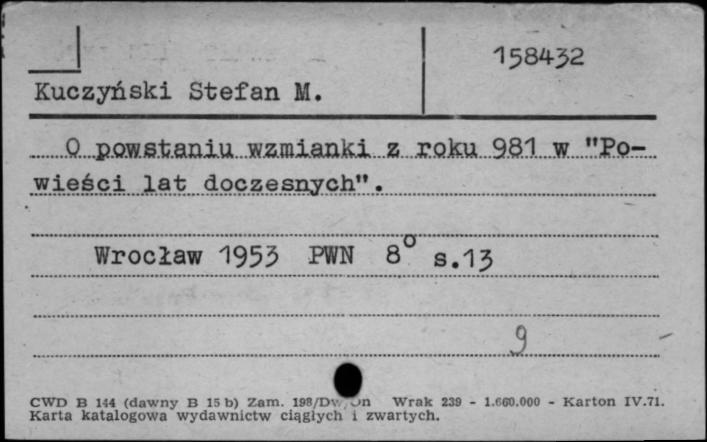 158432
Kuczyński Stefan M.
O powstaniu wzmianki z roku 981 w "Po-
wieści lat doczesnych".
Wrocław 1953 PWN 8° s.13
9
CWD B 144 (dawny B 15 b) Zam. Wrak 239 - 1.660.000 - Karton IV.71.
Karta katalogowa wydawnictw ciągłych i zwartych.